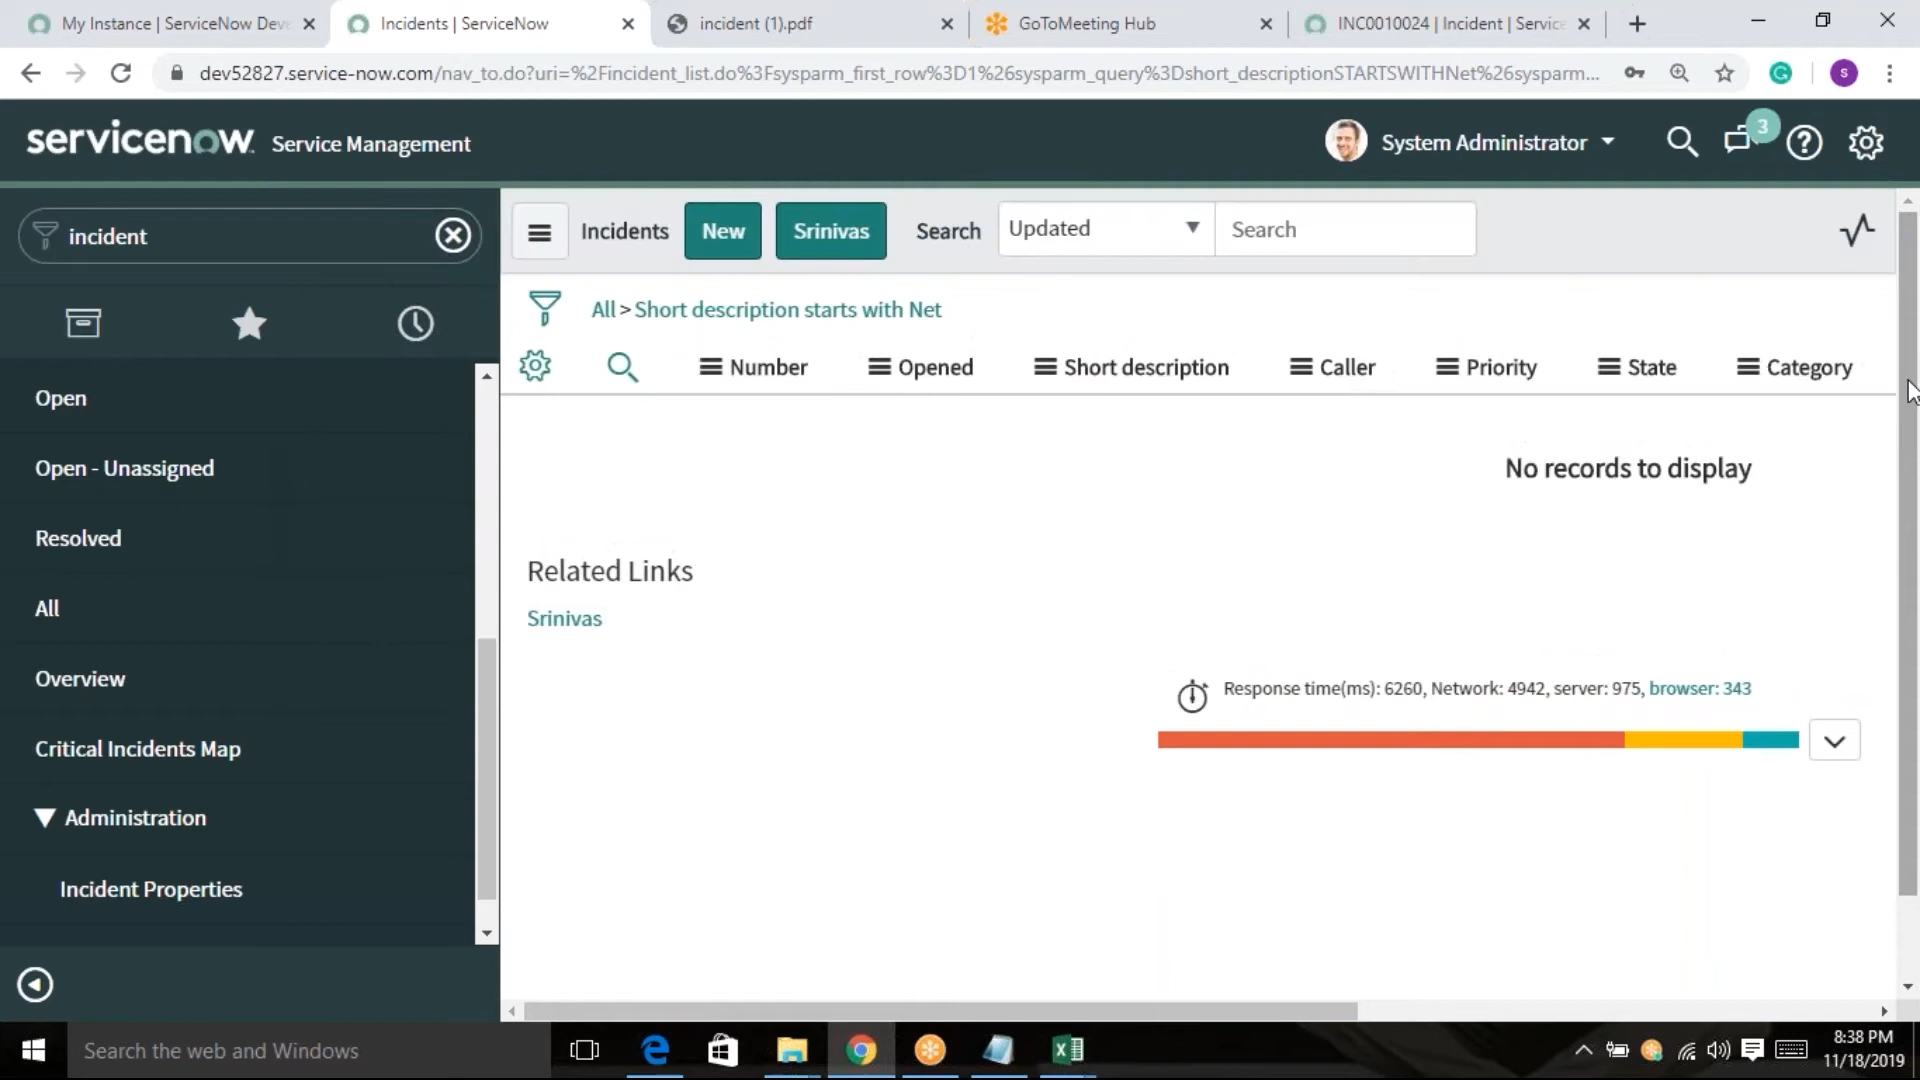 My Instance | ServiceNow Deve
Incidents | ServiceNow
incident (1).pdf
GoToMeeting Hub
INC0010024 | Incident | Service
dev52827.service-now.com/nav_to.do?uri=%2Fincident_list.do%3Fsysparm_first_row%3D1%26sysparm_query%3Dshort_descriptionSTARTSWITHNet%26sysparm...
S
servicenow Service Management
System Administrator
3
incident
Incidents
New
Srinivas
Search
Updated
Search
All > Short description starts with Net
Number
Opened
Short description
Caller
Priority
State
Category
Open
Open - Unassigned
Resolved
All
Overview
Critical Incidents Map
Administration
Incident Properties
No records to display
Related Links
Srinivas
Response time(ms): 6260, Network: 4942, server: 975, browser: 343
Search the web and Windows
8:38 PM
11/18/2019